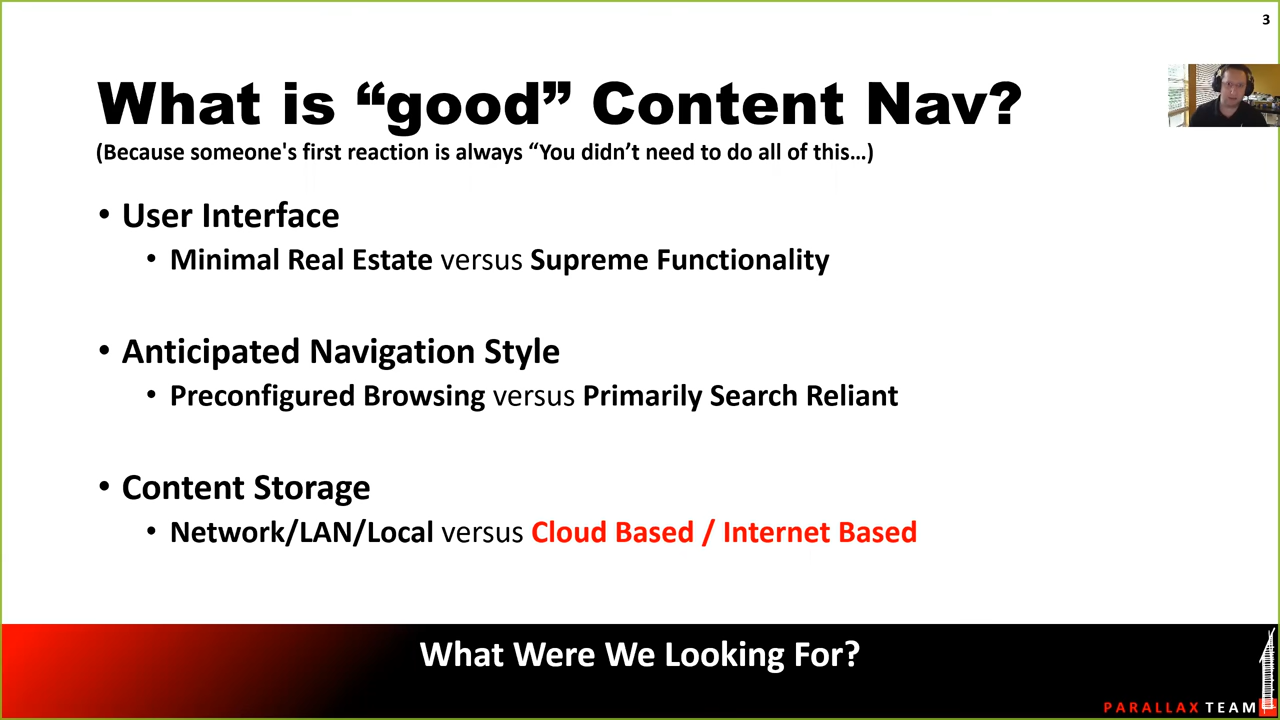 3
What is “good” Content Nav?
(Because someone's first reaction is always “You didn’t need to do all of this…)
• User Interface
• Minimal Real Estate versus Supreme Functionality
• Anticipated Navigation Style
• Preconfigured Browsing versus Primarily Search Reliant
• Content Storage
• Network/LAN/Local versus Cloud Based / Internet Based
What Were We Looking For?
PARALLAX TEAM